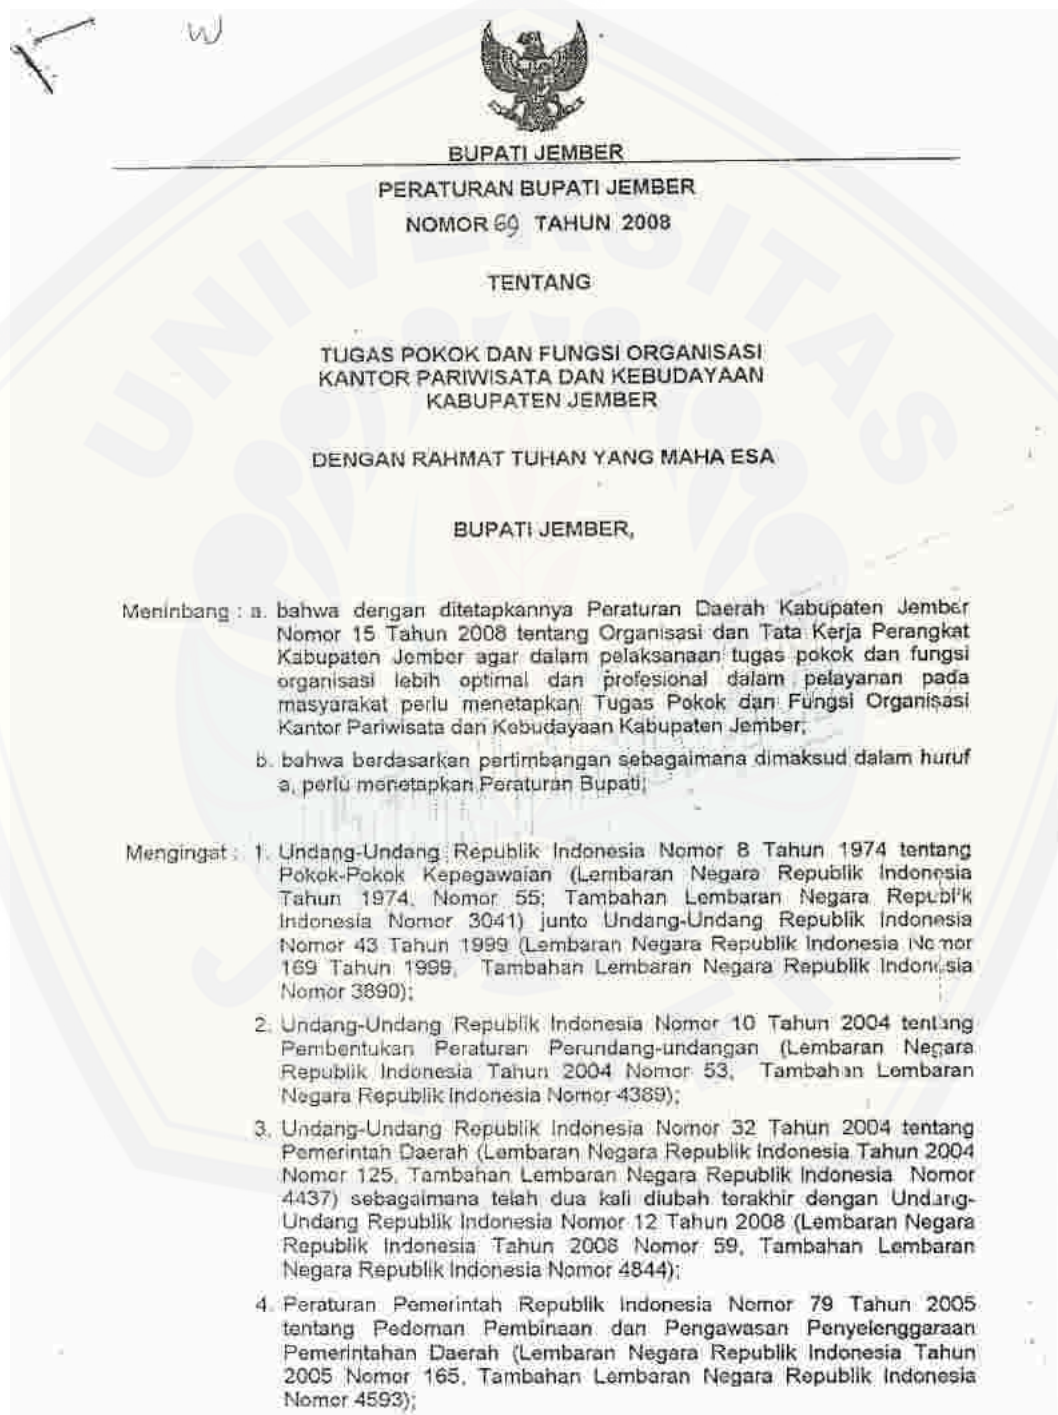 W
BUPATI JEMBER
PERATURAN BUPATI JEMBER
NOMOR 69 TAHUN 2008
TENTANG
TUGAS POKOK DAN FUNGSI ORGANISASI
KANTOR PARIWISATA DAN KEBUDAYAAN
KABUPATEN JEMBER
DENGAN RAHMAT TUHAN YANG MAHA ESA
BUPATI JEMBER,
Meninbang : a. bahwa dengan ditetapkannya Peraturan Daerah Kabupaten Jember
Nomor 15 Tahun 2008 tentang Organisasi dan Tata Kerja Perangkat
Kabupaten Jember agar dalam pelaksanaan tugas pokok dan fungsi
organisasi lebih optimal dan profesional dalam pelayanan pada
masyarakat perlu menetapkan Tugas Pokok dan Fungsi Organisasi
Kantor Pariwisata dan Kebudayaan Kabupaten Jember;
b. bahwa berdasarkan pertimbangan sebagaimana dimaksud dalam huruf
a, perlu menetapkan Peraturan Bupati;
Mengingat : 1. Undang-Undang Republik Indonesia Nomor 8 Tahun 1974 tentang
Pokok-Pokok Kepegawaian (Lembaran Negara Republik Indonesia
Tahun 1974, Nomor 55; Tambahan Lembaran Negara Republik
Indonesia Nomor 3041) junto Undang-Undang Republik Indonesia
Nomor 43 Tahun 1999 (Lembaran Negara Republik Indonesia Nomor
169 Tahun 1999, Tambahan Lembaran Negara Republik Indonesia
Nomor 3890);
2. Undang-Undang Republik Indonesia Nomor 10 Tahun 2004 tentang
Pembentukan Peraturan Perundang-undangan (Lembaran Negara
Republik Indonesia Tahun 2004 Nomor 53, Tambahan Lembaran
Negara Republik Indonesia Nomor 4389);
3. Undang-Undang Republik Indonesia Nomor 32 Tahun 2004 tentang
Pemerintah Daerah (Lembaran Negara Republik Indonesia Tahun 2004
Nomor 125, Tambahan Lembaran Negara Republik Indonesia Nomor
4437) sebagaimana telah dua kali diubah terakhir dengan Undang-
Undang Republik Indonesia Nomor 12 Tahun 2008 (Lembaran Negara
Republik Indonesia Tahun 2008 Nomor 59, Tambahan Lembaran
Negara Republik Indonesia Nomor 4844);
4. Peraturan Pemerintah Republik Indonesia Nomor 79 Tahun 2005
tentang Pedoman Pembinaan dan Pengawasan Penyelenggaraan
Pemerintahan Daerah (Lembaran Negara Republik Indonesia Tahun
2005 Nomor 165, Tambahan Lembaran Negara Republik Indonesia
Nomor 4593);
UNIVERSITAS